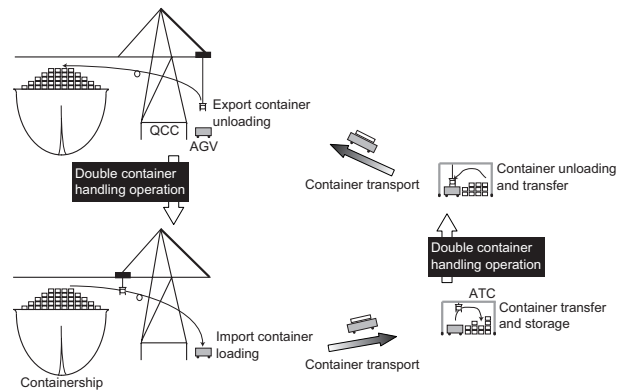 Export container
unloading
QCC
AGV
Double container
handling operation
Container transport
Container unloading
and transfer
Double container
handling operation
ATC
Container transfer
and storage
Import container
loading
Container transport
Containership